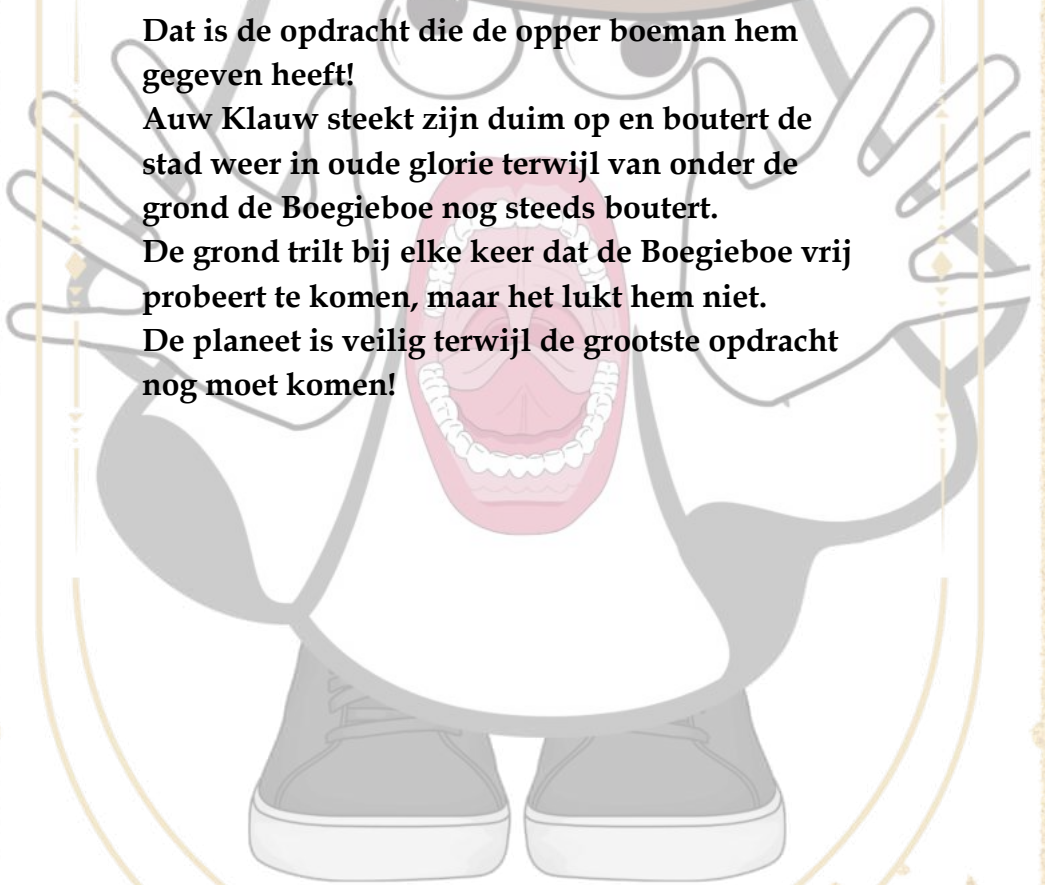 Dat is de opdracht die de opper boeman hem
gegeven heeft!
Auw Klauw steekt zijn duim op en boutert de
stad weer in oude glorie terwijl van onder de
grond de Boegieboe nog steeds boutert.
De grond trilt bij elke keer dat de Boegieboe vrij
probeert te komen, maar het lukt hem niet.
De planeet is veilig terwijl de grootste opdracht
nog moet komen!